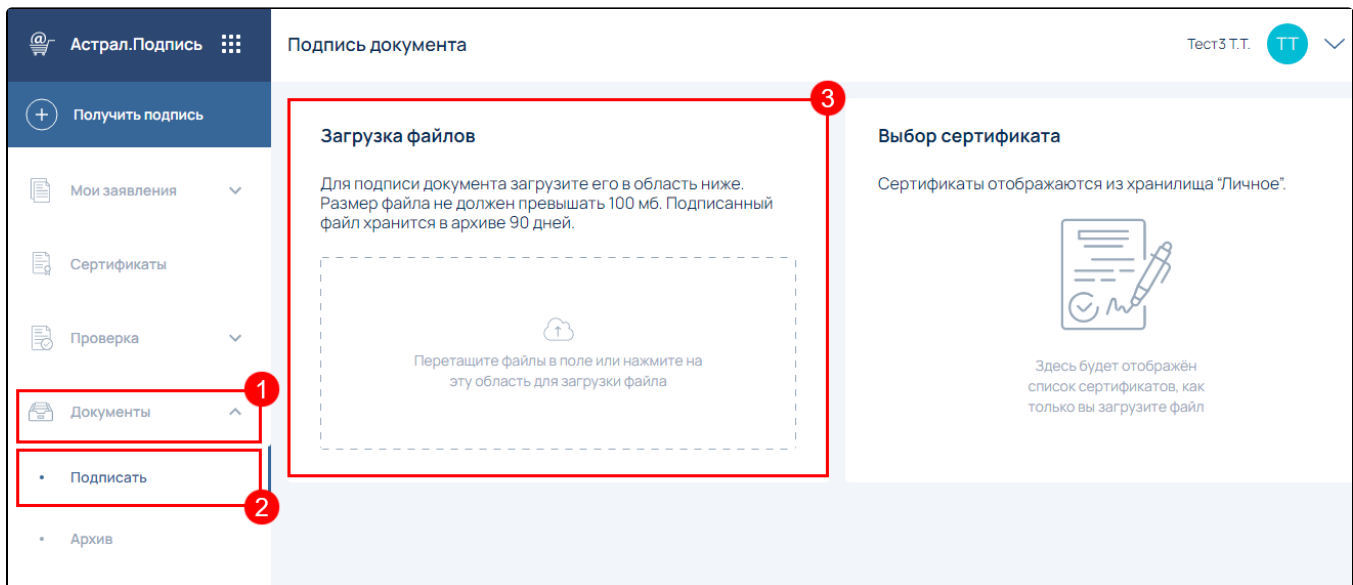 Астрал.Подпись
Подпись документа
Тест3 Т.Т.
ТТ
Получить подпись
Мои заявления
Сертификаты
Проверка
1
Документы
Подписать
2
Архив
3
Загрузка файлов
Для подписи документа загрузите его в область ниже.
Размер файла не должен превышать 100 мб. Подписанный
файл хранится в архиве 90 дней.
Перетащите файлы в поле или нажмите на
эту область для загрузки файла
Выбор сертификата
Сертификаты отображаются из хранилища “Личное”.
Здесь будет отображён
список сертификатов, как
только вы загрузите файл